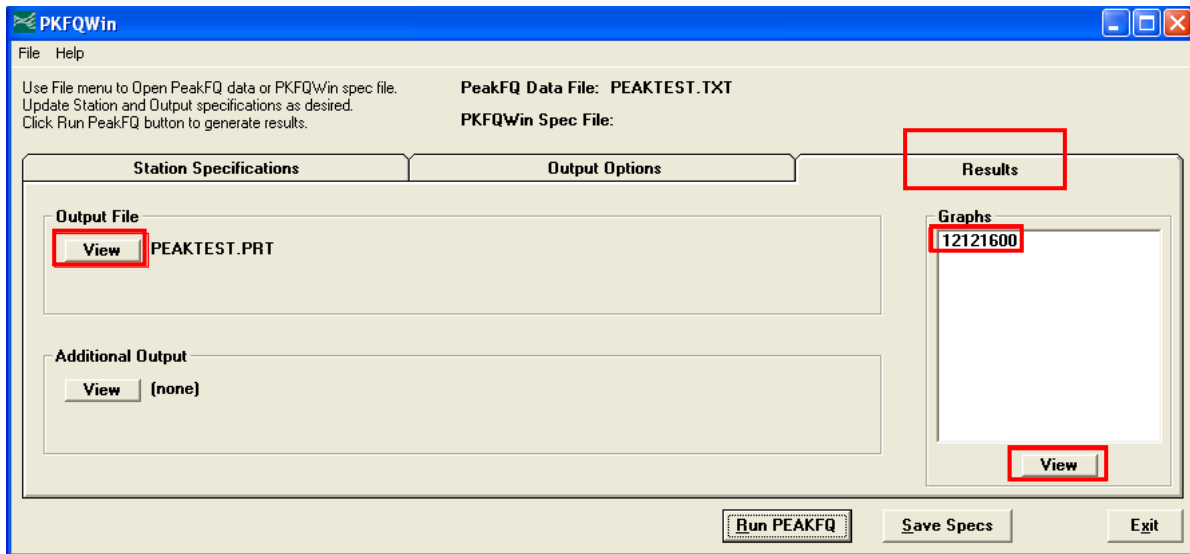 PKFQWin
File Help
Use File menu to Open PeakFQ data or PKFQWin spec file.
Update Station and Output specifications as desired.
Click Run PeakFQ button to generate results.
PeakFQ Data File: PEAKTEST.TXT
PKFQWin Spec File:
Station Specifications
Output Options
Results
Output File
View PEAKTEST.PRT
Additional Output
View (none)
Graphs
12121600
View
Run PEAKFQ
Save Specs
Exit